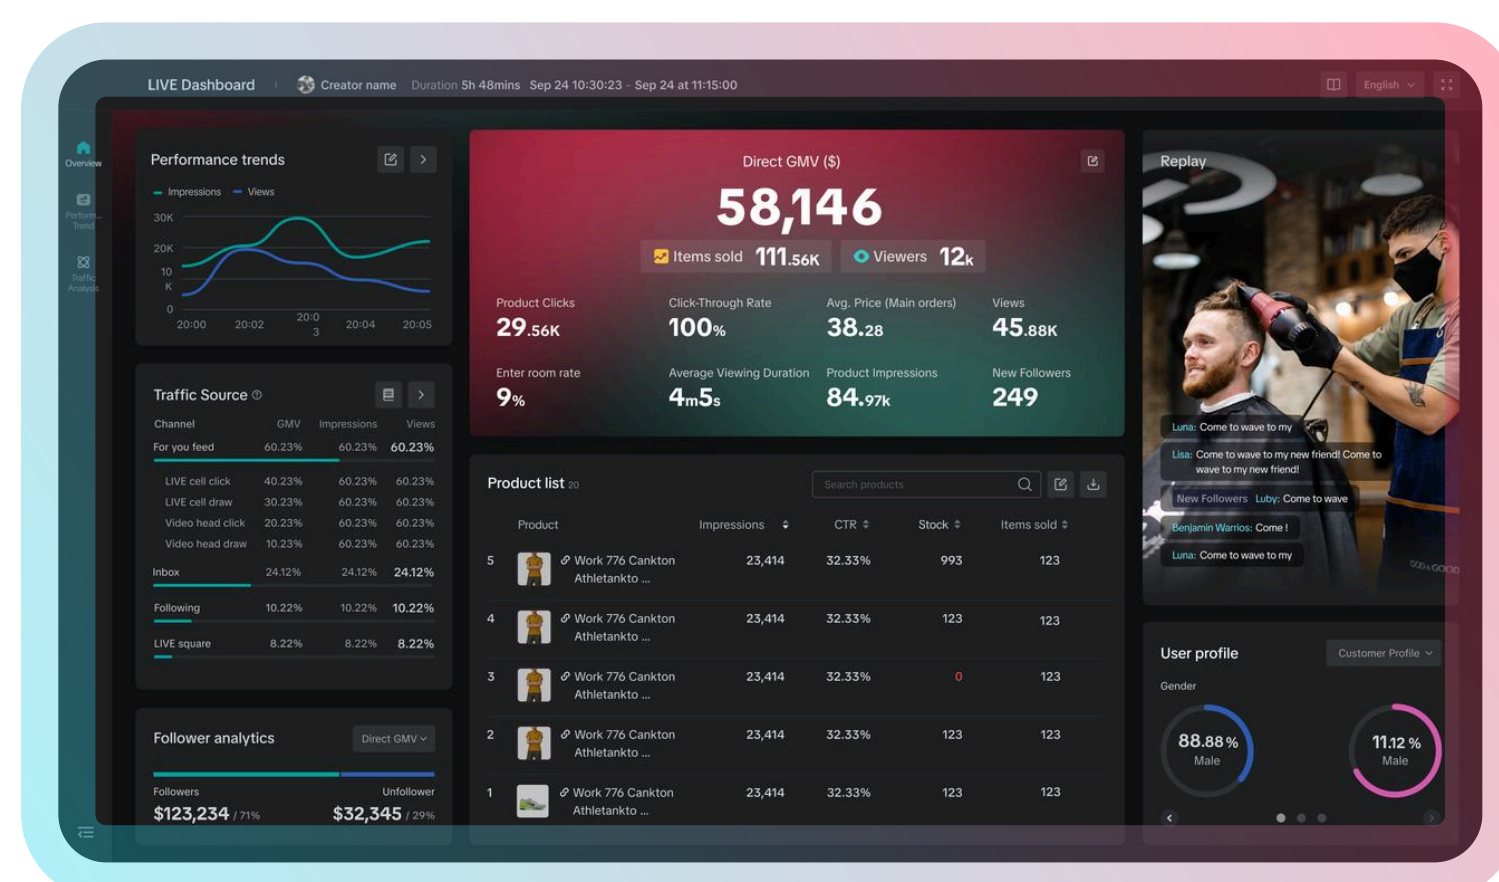 LIVE Dashboard
Creator name
Duration 5h 48mins Sep 24 10:30:23 - Sep 24 at 11:15:00
English
Overview
Perform...
Trend
Traffic
Analysis
Performance trends
Impressions
Views
30K
20K
10
K
0
20:00
20:02
20:0
3
20:04
20:05
Traffic Source
Channel GMV Impressions Views
For you feed 60.23% 60.23% 60.23%
LIVE cell click 40.23% 60.23% 60.23%
LIVE cell draw 30.23% 60.23% 60.23%
Video head click 20.23% 60.23% 60.23%
Video head draw 10.23% 60.23% 60.23%
Inbox 24.12% 24.12% 24.12%
Following 10.22% 10.22% 10.22%
LIVE square 8.22% 8.22% 8.22%
Follower analytics
Direct GMV
Followers
$123,234 / 71%
Unfollower
$32,345 / 29%
Direct GMV ($)
58,146
Items sold 111.56K
Viewers 12k
Product Clicks
29.56K
Click-Through Rate
100%
Avg. Price (Main orders)
38.28
Views
45.88K
Enter room rate
9%
Average Viewing Duration
4m5s
Product Impressions
84.97k
New Followers
249
Product list 20
Search products
Product Impressions CTR Stock Items sold
5 Work 776 Cankton 23,414 32.33% 993 123
Athletankto ...
4 Work 776 Cankton 23,414 32.33% 123 123
Athletankto ...
3 Work 776 Cankton 23,414 32.33% 0 123
Athletankto ...
2 Work 776 Cankton 23,414 32.33% 123 123
Athletankto ...
1 Work 776 Cankton 23,414 32.33% 123 123
Athletankto ...
Replay
Luna: Come to wave to my
Lisa: Come to wave to my new friend! Come to
wave to my new friend!
New Followers Luby: Come to wave
Benjamin Warrios: Come !
Luna: Come to wave to my
User profile
Customer Profile
Gender
88.88%
Male
11.12 %
Male